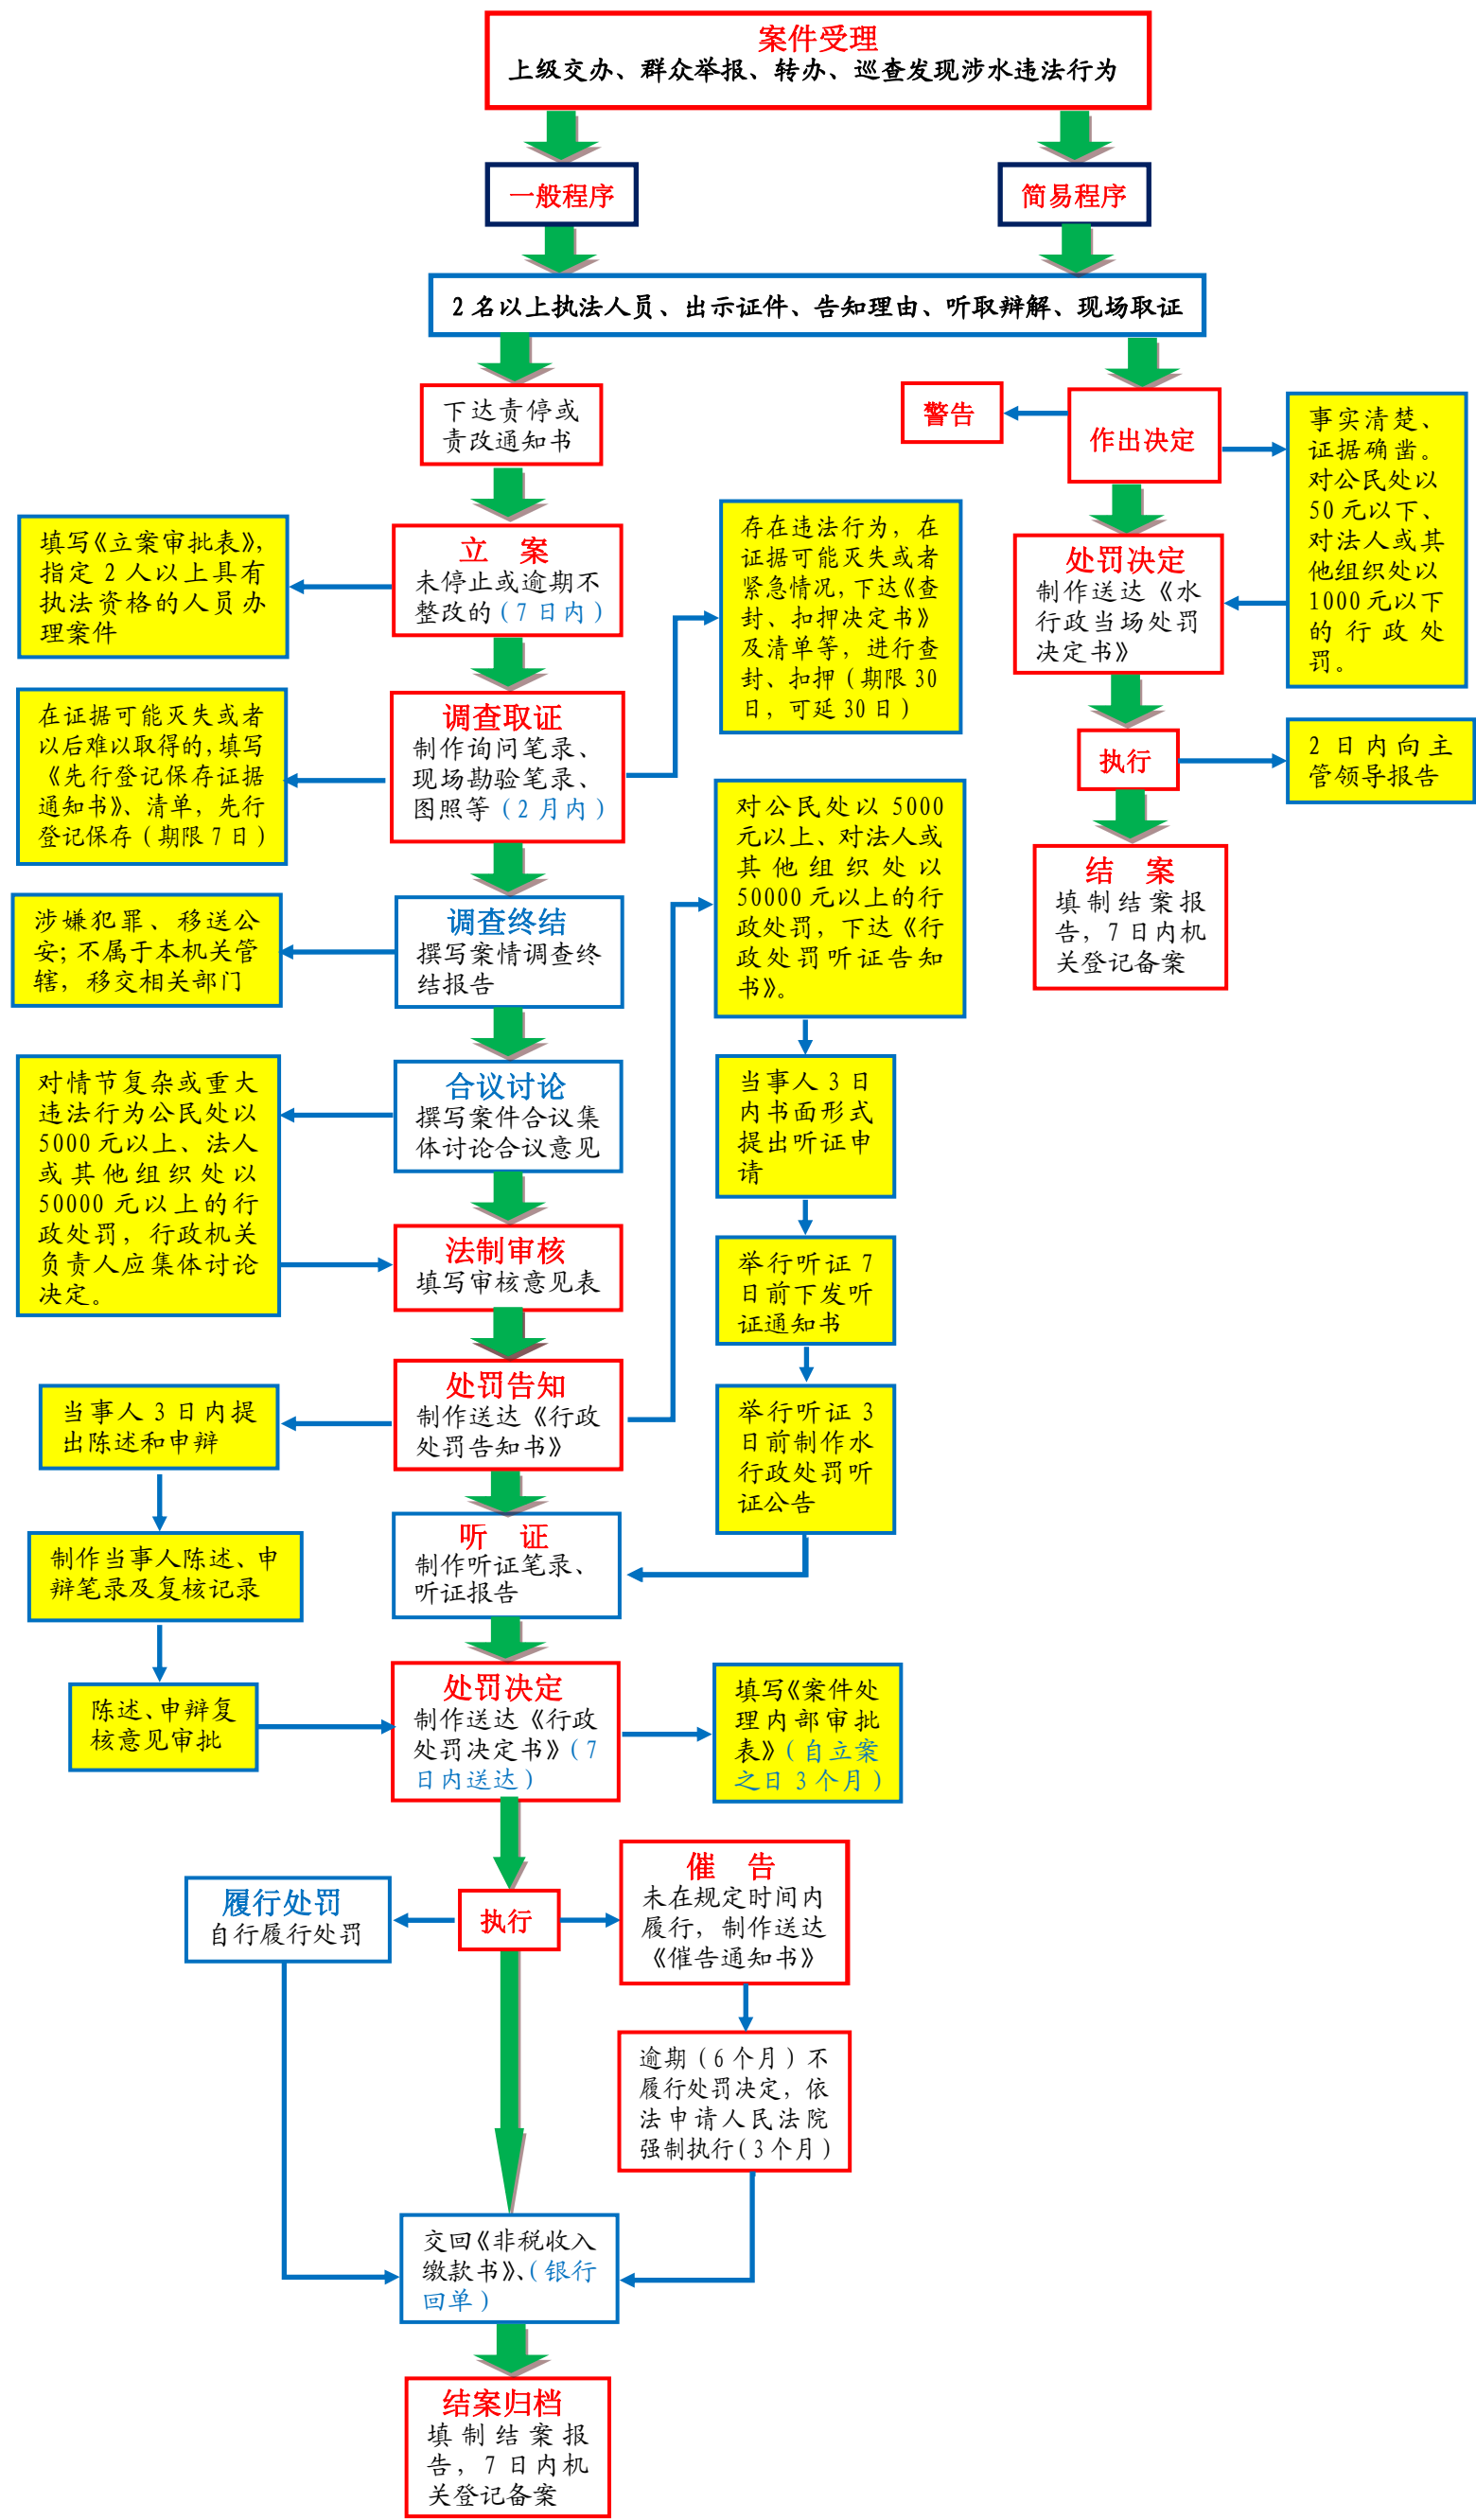 案件受理
上级交办、群众举报、转办、巡查发现涉水违法行为
一般程序
简易程序
2 名以上执法人员、出示证件、告知理由、听取辩解、现场取证
下达责停或
责改通知书
警告
作出决定
事实清楚、
证据确凿。
对公民处以
50 元以下、
对法人或其
他组织处以
1000 元以下
的行政处
罚。
立　案
未停止或逾期不
整改的（7 日内）
填写《立案审批表》，
指定 2 人以上具有
执法资格的人员办
理案件
存在违法行为，在
证据可能灭失或者
紧急情况，下达《查
封、扣押决定书》
及清单等，进行查
封、扣押（期限 30
日，可延 30 日）
处罚决定
制作送达《水
行政当场处罚
决定书》
调查取证
制作询问笔录、
现场勘验笔录、
图照等（2 月内）
在证据可能灭失或者
以后难以取得的，填写
《先行登记保存证据
通知书》、清单，先行
登记保存（期限 7 日）
执行
2 日内向主
管领导报告
对公民处以 5000
元以上、对法人或
其他组织处以
50000 元以上的行
政处罚，下达《行
政处罚听证告知
书》。
结　案
填制结案报
告，7 日内机
关登记备案
调查终结
撰写案情调查终
结报告
涉嫌犯罪、移送公
安；不属于本机关管
辖，移交相关部门
合议讨论
撰写案件合议集
体讨论合议意见
对情节复杂或重大
违法行为公民处以
5000 元以上、法人
或其他组织处以
50000 元以上的行
政处罚，行政机关
负责人应集体讨论
决定。
当事人 3 日
内书面形式
提出听证申
请
法制审核
填写审核意见表
举行听证 7
日前下发听
证通知书
处罚告知
制作送达《行政
处罚告知书》
当事人 3 日内提
出陈述和申辩
举行听证 3
日前制作水
行政处罚听
证公告
听　证
制作听证笔录、
听证报告
制作当事人陈述、申
辩笔录及复核记录
处罚决定
制作送达《行政
处罚决定书》（7
日内送达）
陈述、申辩复
核意见审批
填写《案件处
理内部审批
表》（自立案
之日 3 个月）
执行
履行处罚
自行履行处罚
催　告
未在规定时间内
履行，制作送达
《催告通知书》
逾期（6 个月）不
履行处罚决定，依
法申请人民法院
强制执行（3 个月）
交回《非税收入
缴款书》、（银行
回单）
结案归档
填制结案报
告，7 日内机
关登记备案